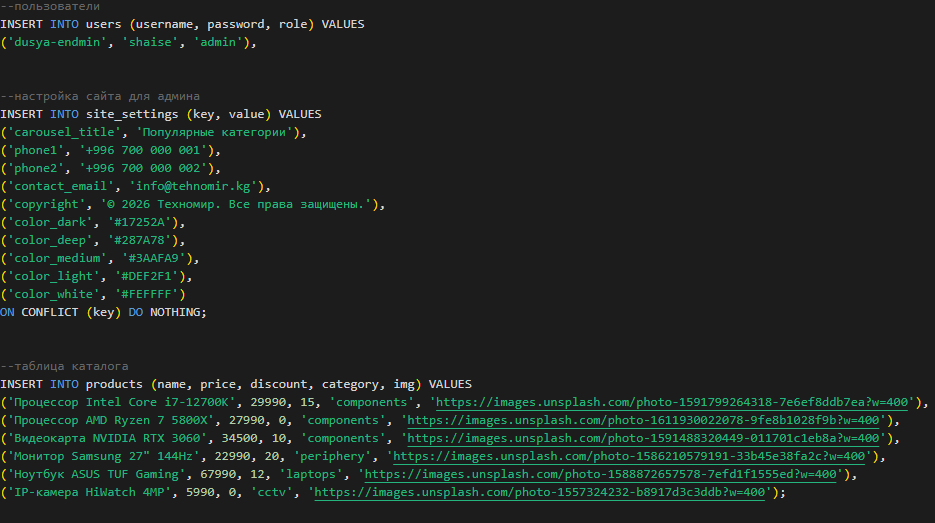 --пользователи
INSERT INTO users (username, password, role) VALUES
('dusya-endmin', 'shaise', 'admin'),
--настройка сайта для админа
INSERT INTO site_settings (key, value) VALUES
('carousel_title', 'Популярные категории'),
('phone1', '+996 700 000 001'),
('phone2', '+996 700 000 002'),
('contact_email', 'info@tehnomir.kg'),
('copyright', '© 2026 Техномир. Все права защищены.'),
('color_dark', '#17252A'),
('color_deep', '#287A78'),
('color_medium', '#3AAFA9'),
('color_light', '#DEF2F1'),
('color_white', '#FEFFFF')
ON CONFLICT (key) DO NOTHING;
--таблица каталога
INSERT INTO products (name, price, discount, category, img) VALUES
('Процессор Intel Core i7-12700K', 29990, 15, 'components', 'https://images.unsplash.com/photo-1591799264318-7e6ef8ddb7ea?w=400'),
('Процессор AMD Ryzen 7 5800X', 27990, 0, 'components', 'https://images.unsplash.com/photo-1611930022078-9fe8b1028f9b?w=400'),
('Видеокарта NVIDIA RTX 3060', 34500, 10, 'components', 'https://images.unsplash.com/photo-1591488320449-011701c1eb8a?w=400'),
('Монитор Samsung 27" 144Hz', 22990, 20, 'periphery', 'https://images.unsplash.com/photo-1586210579191-33b45e38fa2c?w=400'),
('Ноутбук ASUS TUF Gaming', 67990, 12, 'laptops', 'https://images.unsplash.com/photo-1588872657578-7efd1f1555ed?w=400'),
('IP-камера HiWatch 4MP', 5990, 0, 'cctv', 'https://images.unsplash.com/photo-1557324232-b8917d3c3ddb?w=400');